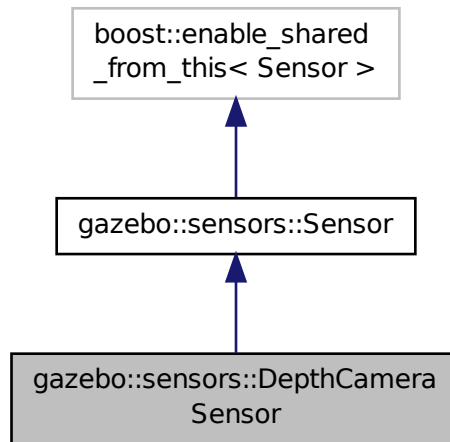 boost::enable_shared
_from_this< Sensor >
gazebo::sensors::Sensor
gazebo::sensors::DepthCamera
Sensor